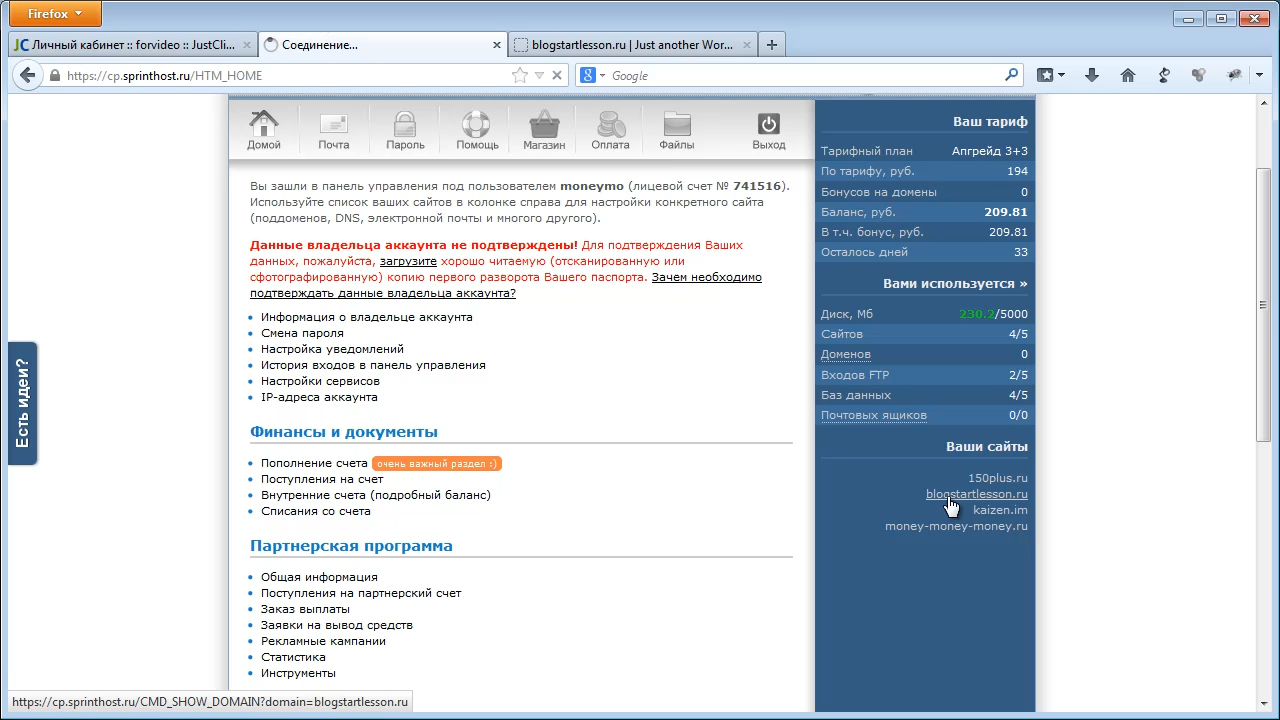 Firefox
JC Личный кабинет :: forvideo :: JustCli...
Соединение...
blogstartlesson.ru | Just another Wor...
https://cp.sprinthost.ru/HTM_HOME
Google
Домой
Почта
Пароль
Помощь
Магазин
Оплата
Файлы
Выход
Вы зашли в панель управления под пользователем moneymo (лицевой счет № 741516).
Используйте список ваших сайтов в колонке справа для настройки конкретного сайта
(поддоменов, DNS, электронной почты и много другого).
Данные владельца аккаунта не подтверждены! Для подтверждения Ваших
данных, пожалуйста, загрузите хорошо читаемую (отсканированную или
сфотографированную) копию первого разворота Вашего паспорта. Зачем необходимо
подтверждать данные владельца аккаунта?
Информация о владельце аккаунта
Смена пароля
Настройка уведомлений
История входов в панель управления
Настройки сервисов
IP-адреса аккаунта
Финансы и документы
Пополнение счета очень важный раздел :)
Поступления на счет
Внутренние счета (подробный баланс)
Списания со счета
Партнерская программа
Общая информация
Поступления на партнерский счет
Заказ выплаты
Заявки на вывод средств
Рекламные кампании
Статистика
Инструменты
Ваш тариф
Тарифный план Апгрейд 3+3
По тарифу, руб. 194
Бонусов на домены 0
Баланс, руб. 209.81
В т.ч. бонус, руб. 209.81
Осталось дней 33
Вами используется »
Диск, Мб 230.2/5000
Сайтов 4/5
Доменов 0
Входов FTP 2/5
Баз данных 4/5
Почтовых ящиков 0/0
Ваши сайты
150plus.ru
blogstartlesson.ru
kaizen.im
money-money-money.ru
Есть идеи?
https://cp.sprinthost.ru/CMD_SHOW_DOMAIN?domain=blogstartlesson.ru